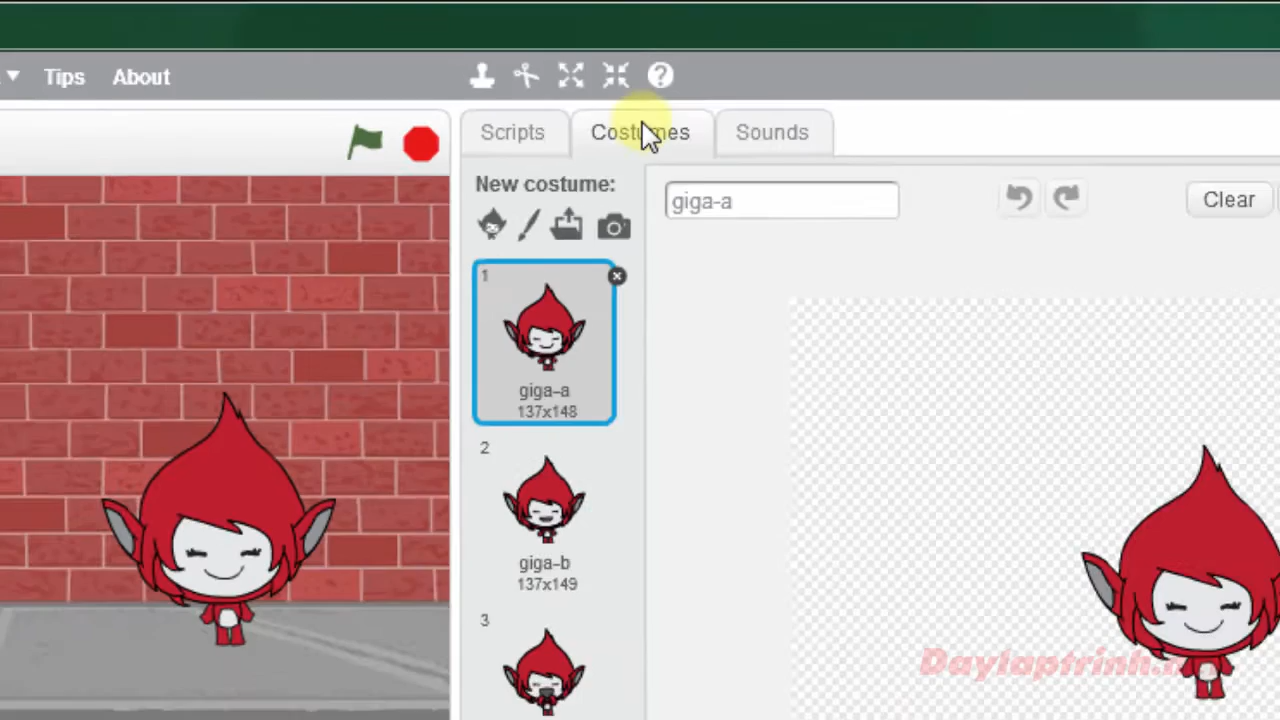 Tips About
Scripts Costumes Sounds
New costume:
giga-a
Clear
1
giga-a
137x148
2
giga-b
137x149
3
Daylaptrinh